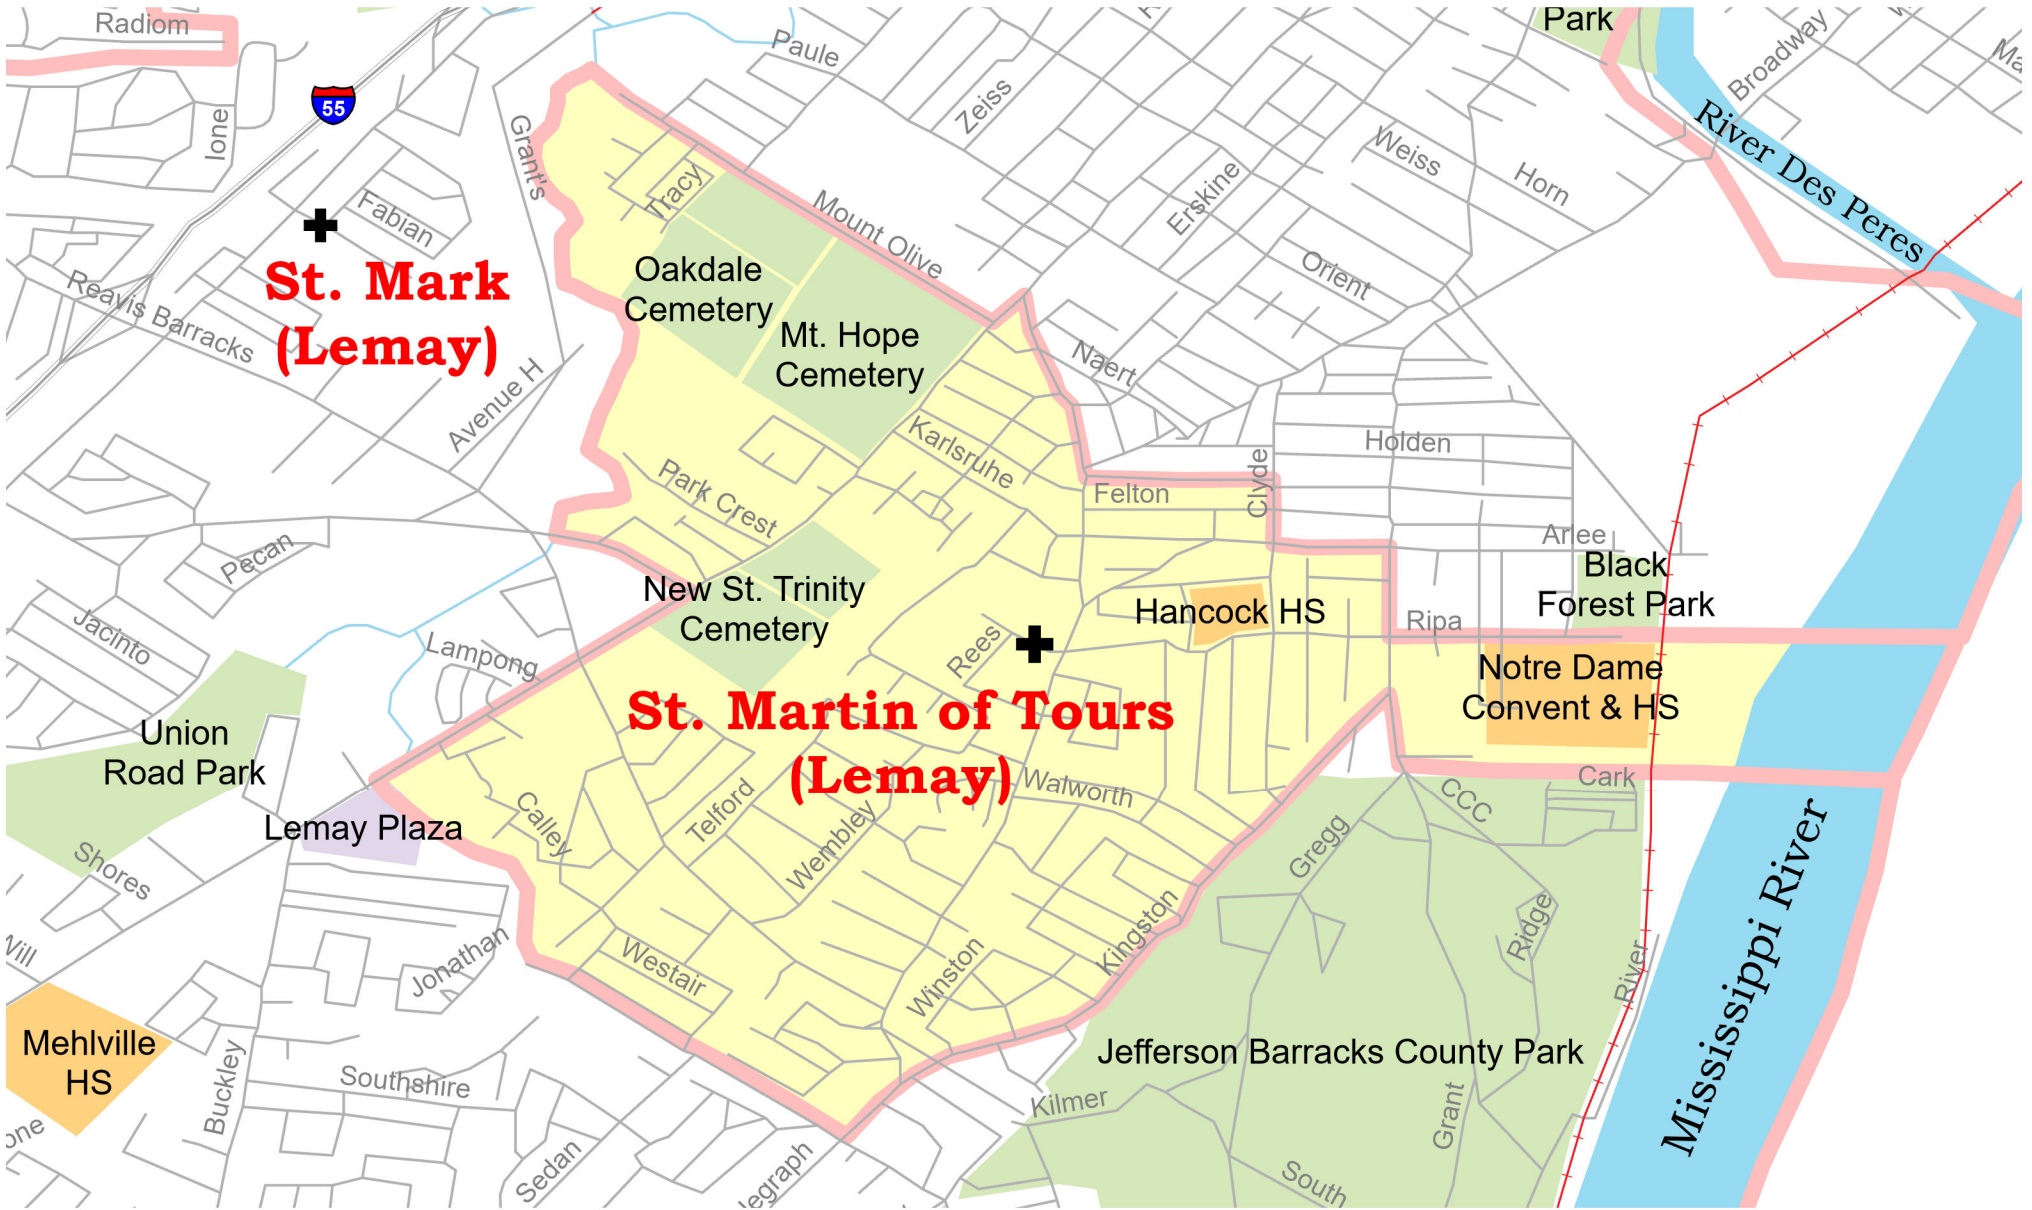 Radiom
Park
Paule
Broadway
55
Ione
Grant's
Zeiss
Weiss
Horn
River Des Peres
Fabian
Tracy
Erskine
Mount Olive
Orient
St. Mark
(Lemay)
Reavis Barracks
Oakdale
Cemetery
Mt. Hope
Cemetery
Naert
Avenue H
Karlsruhe
Holden
Park Crest
Felton
Clyde
Arlee
Pecan
Black
Forest Park
New St. Trinity
Cemetery
Hancock HS
Ripa
Jacinto
Lampong
Rees
Notre Dame
Convent & HS
St. Martin of Tours
(Lemay)
Union
Road Park
Walworth
Cark
CCC
Lemay Plaza
Calley
Telford
Wembley
Gregg
Shores
Mississippi River
Ridge
Jonathan
Westair
Winston
Kingston
River
Mehlville
HS
Jefferson Barracks County Park
Buckley
Southshire
Kilmer
Grant
Sedan
legraph
South